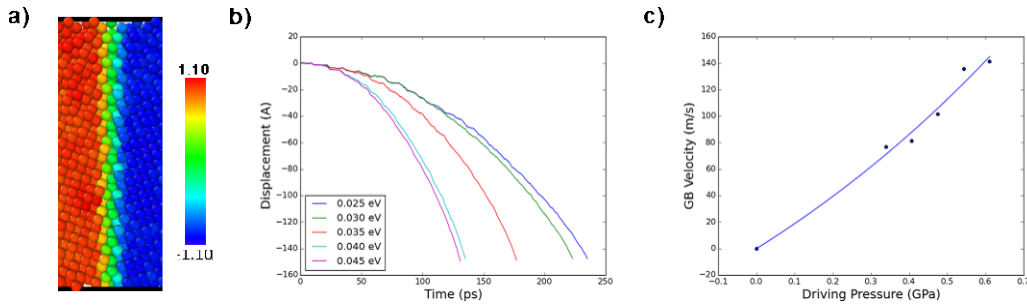 a)
1.10
-1.10
b)
Displacement (A)
20
0
−20
−40
−60
−80
−100
−120
−140
−160
0.025 eV
0.030 eV
0.035 eV
0.040 eV
0.045 eV
0 50 100 150 200 250
Time (ps)
c)
GB Velocity (m/s)
160
140
120
100
80
60
40
20
0
−20
0.0 0.1 0.2 0.3 0.4 0.5 0.6 0.7
Driving Pressure (GPa)